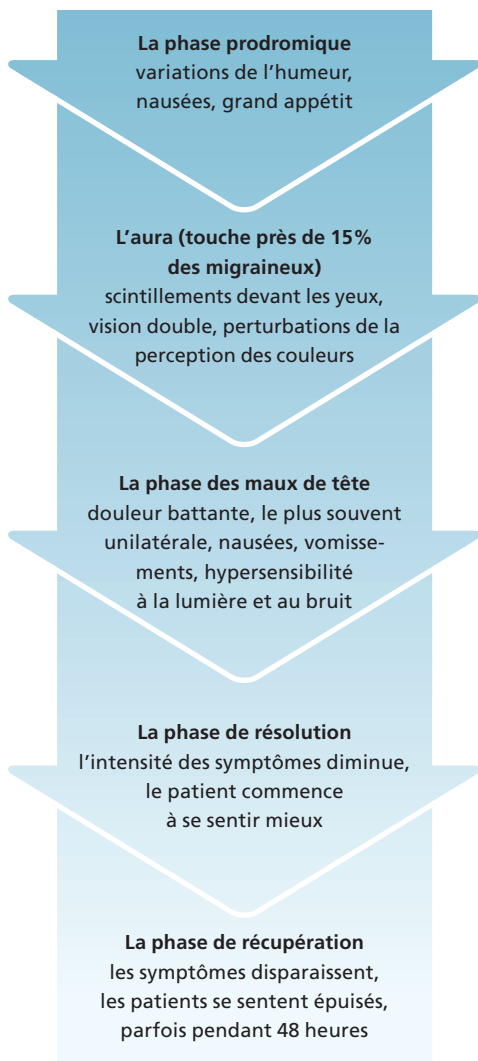 La phase prodromique
variations de l’humeur,
nausées, grand appétit
L’aura (touche près de 15%
des migraineux)
scintillements devant les yeux,
vision double, perturbations de la
perception des couleurs
La phase des maux de tête
douleur battante, le plus souvent
unilatérale, nausées, vomisse-
ments, hypersensibilité
à la lumière et au bruit
La phase de résolution
l’intensité des symptômes diminue,
le patient commence
à se sentir mieux
La phase de récupération
les symptômes disparaissent,
les patients se sentent épuisés,
parfois pendant 48 heures